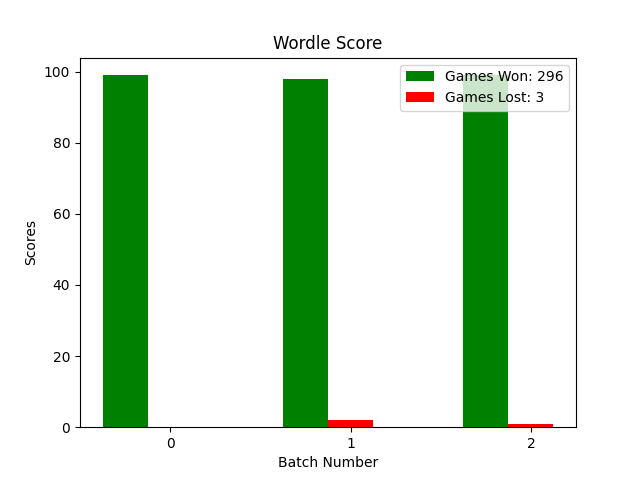 Wordle Score
Games Won: 296
Games Lost: 3
100
80
60
40
20
0
Scores
0 1 2
Batch Number